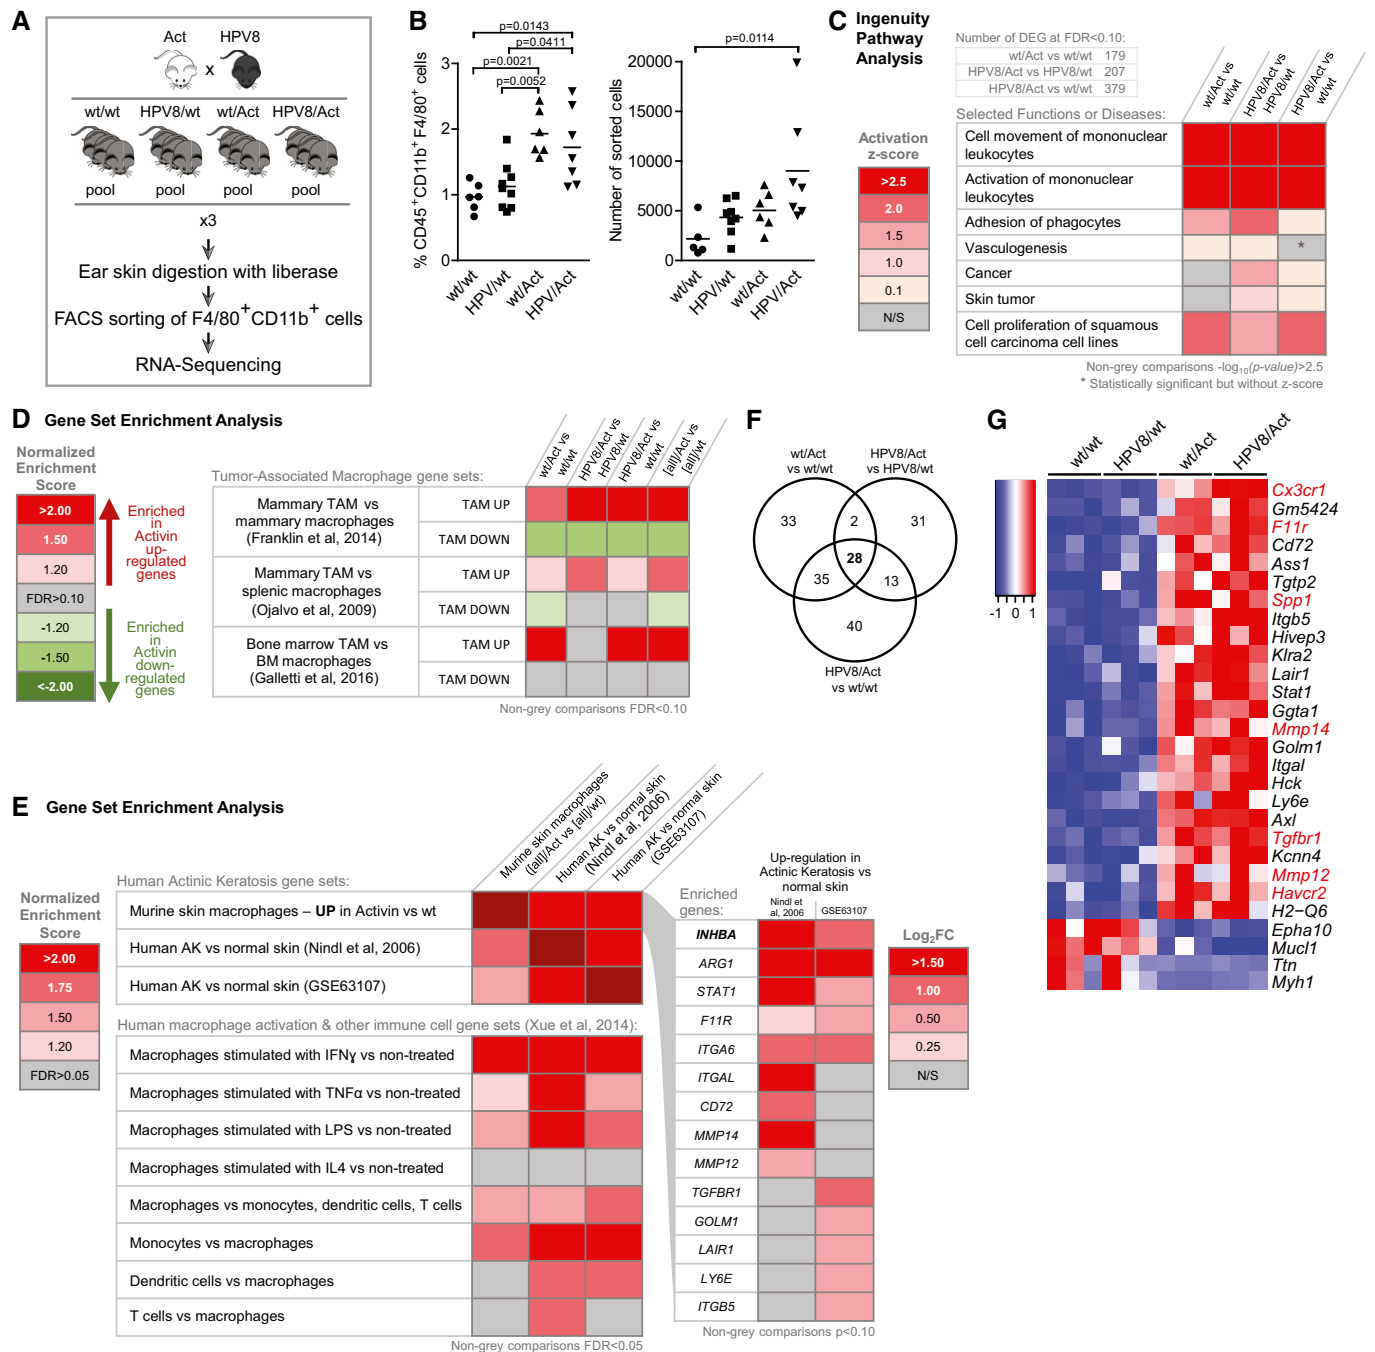 A
Act
HPV8
x
wt/wt
HPV8/wt
wt/Act
HPV8/Act
pool
pool
pool
pool
x3
Ear skin digestion with liberase
FACS sorting of F4/80⁺CD11b⁺ cells
RNA-Sequencing
B
% CD45⁺ CD11b⁺ F4/80⁺ cells
p=0.0143
p=0.0411
p=0.0021
p=0.0052
3
2
1
0
wt/wt
HPV/wt
wt/Act
HPV//Act
Number of sorted cells
p=0.0114
20000
15000
10000
5000
0
wt/wt
HPV/wt
wt/Act
HPV//Act
C
Ingenuity
Pathway
Analysis
Number of DEG at FDR<0.10:
wt/Act vs wt/wt 179
HPV8/Act vs HPV8/wt 207
HPV8/Act vs wt/wt 379
wt/Act vs
wt/wt
HPV8/Act vs
HPV8/wt
HPV8/Act vs
wt/wt
Activation
z-score
>2.5
2.0
1.5
1.0
0.1
N/S
Selected Functions or Diseases:
Cell movement of mononuclear
leukocytes
Activation of mononuclear
leukocytes
Adhesion of phagocytes
Vasculogenesis
*
Cancer
Skin tumor
Cell proliferation of squamous
cell carcinoma cell lines
Non-grey comparisons -log₁₀(p-value)>2.5
* Statistically significant but without z-score
D
Gene Set Enrichment Analysis
Normalized
Enrichment
Score
>2.00
1.50
1.20
FDR>0.10
-1.20
-1.50
<-2.00
Enriched
in
Activin
up-
regulated
genes
Enriched
in
Activin
down-
regulated
genes
wt/Act vs
wt/wt
HPV8/Act vs
HPV8/wt
HPV8/Act vs
wt/wt
[all]/Act vs
[all]/wt
Tumor-Associated Macrophage gene sets:
Mammary TAM vs
mammary macrophages
(Franklin et al, 2014)
TAM UP
TAM DOWN
Mammary TAM vs
splenic macrophages
(Ojalvo et al, 2009)
TAM UP
TAM DOWN
Bone marrow TAM vs
BM macrophages
(Galletti et al, 2016)
TAM UP
TAM DOWN
Non-grey comparisons FDR<0.10
E
Gene Set Enrichment Analysis
Normalized
Enrichment
Score
>2.00
1.75
1.50
1.20
FDR>0.05
Murine skin macrophages
([all]/Act vs [all]/wt)
Human AK vs normal skin
(Nindl et al, 2006)
Human AK vs normal skin
(GSE63107)
Human Actinic Keratosis gene sets:
Murine skin macrophages – UP in Activin vs wt
Human AK vs normal skin (Nindl et al, 2006)
Human AK vs normal skin (GSE63107)
Human macrophage activation & other immune cell gene sets (Xue et al, 2014):
Macrophages stimulated with IFNɣ vs non-treated
Macrophages stimulated with TNFα vs non-treated
Macrophages stimulated with LPS vs non-treated
Macrophages stimulated with IL4 vs non-treated
Macrophages vs monocytes, dendritic cells, T cells
Monocytes vs macrophages
Dendritic cells vs macrophages
T cells vs macrophages
Non-grey comparisons FDR<0.05
Up-regulation in
Actinic Keratosis vs
normal skin
Enriched
genes:
Nindl et
al, 2006
GSE63107
INHBA
ARG1
STAT1
F11R
ITGA6
ITGAL
CD72
MMP14
MMP12
TGFBR1
GOLM1
LAIR1
LY6E
ITGB5
Non-grey comparisons p<0.10
Log₂FC
>1.50
1.00
0.50
0.25
N/S
F
wt/Act
vs wt/wt
HPV8/Act
vs HPV8/wt
33
2
31
28
35
13
40
HPV8/Act
vs wt/wt
G
wt/wt
HPV8/wt
wt/Act
HPV8/Act
-1 0 1
Cx3cr1
Gm5424
F11r
Cd72
Ass1
Tgtp2
Spp1
Itgb5
Hivep3
Klra2
Lair1
Stat1
Ggta1
Mmp14
Golm1
Itgal
Hck
Ly6e
Axl
Tgfbr1
Kcnn4
Mmp12
Havcr2
H2−Q6
Epha10
Mucl1
Ttn
Myh1